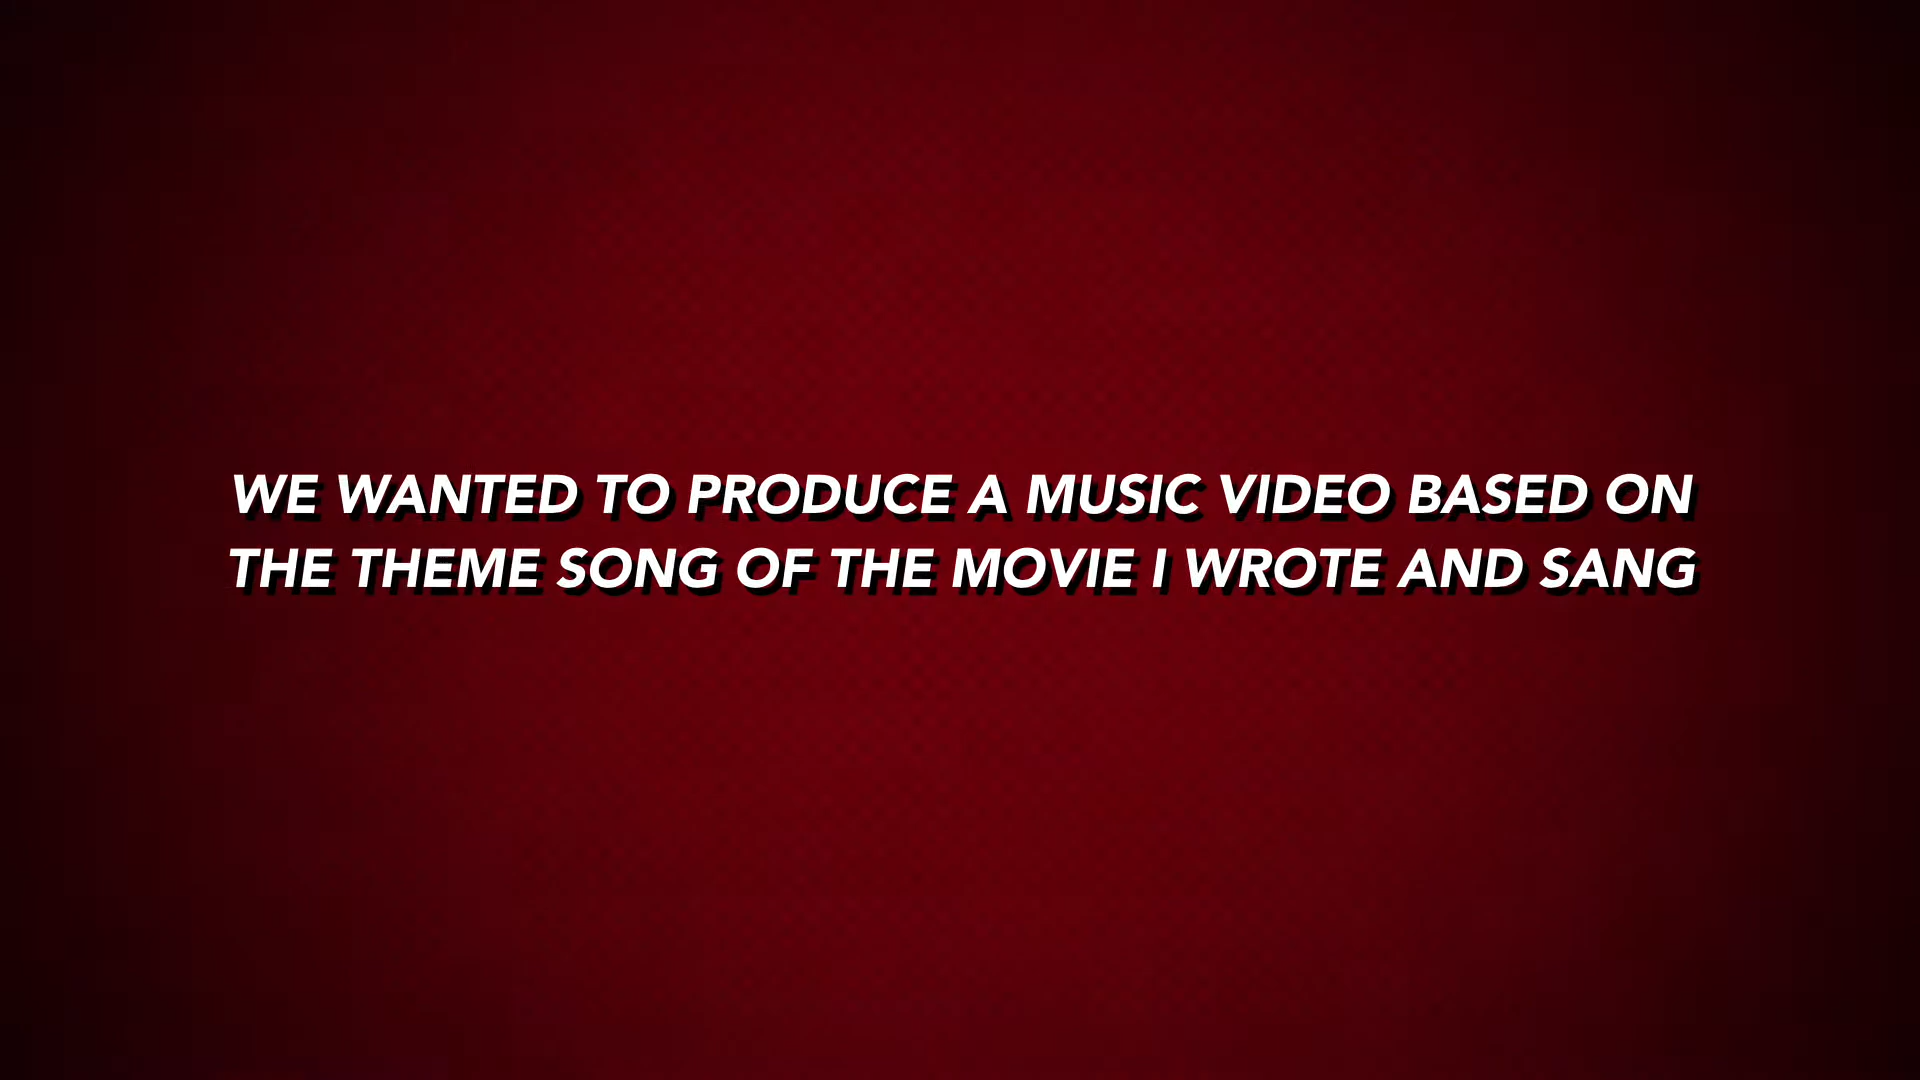 WE WANTED TO PRODUCE A MUSIC VIDEO BASED ON
THE THEME SONG OF THE MOVIE I WROTE AND SANG